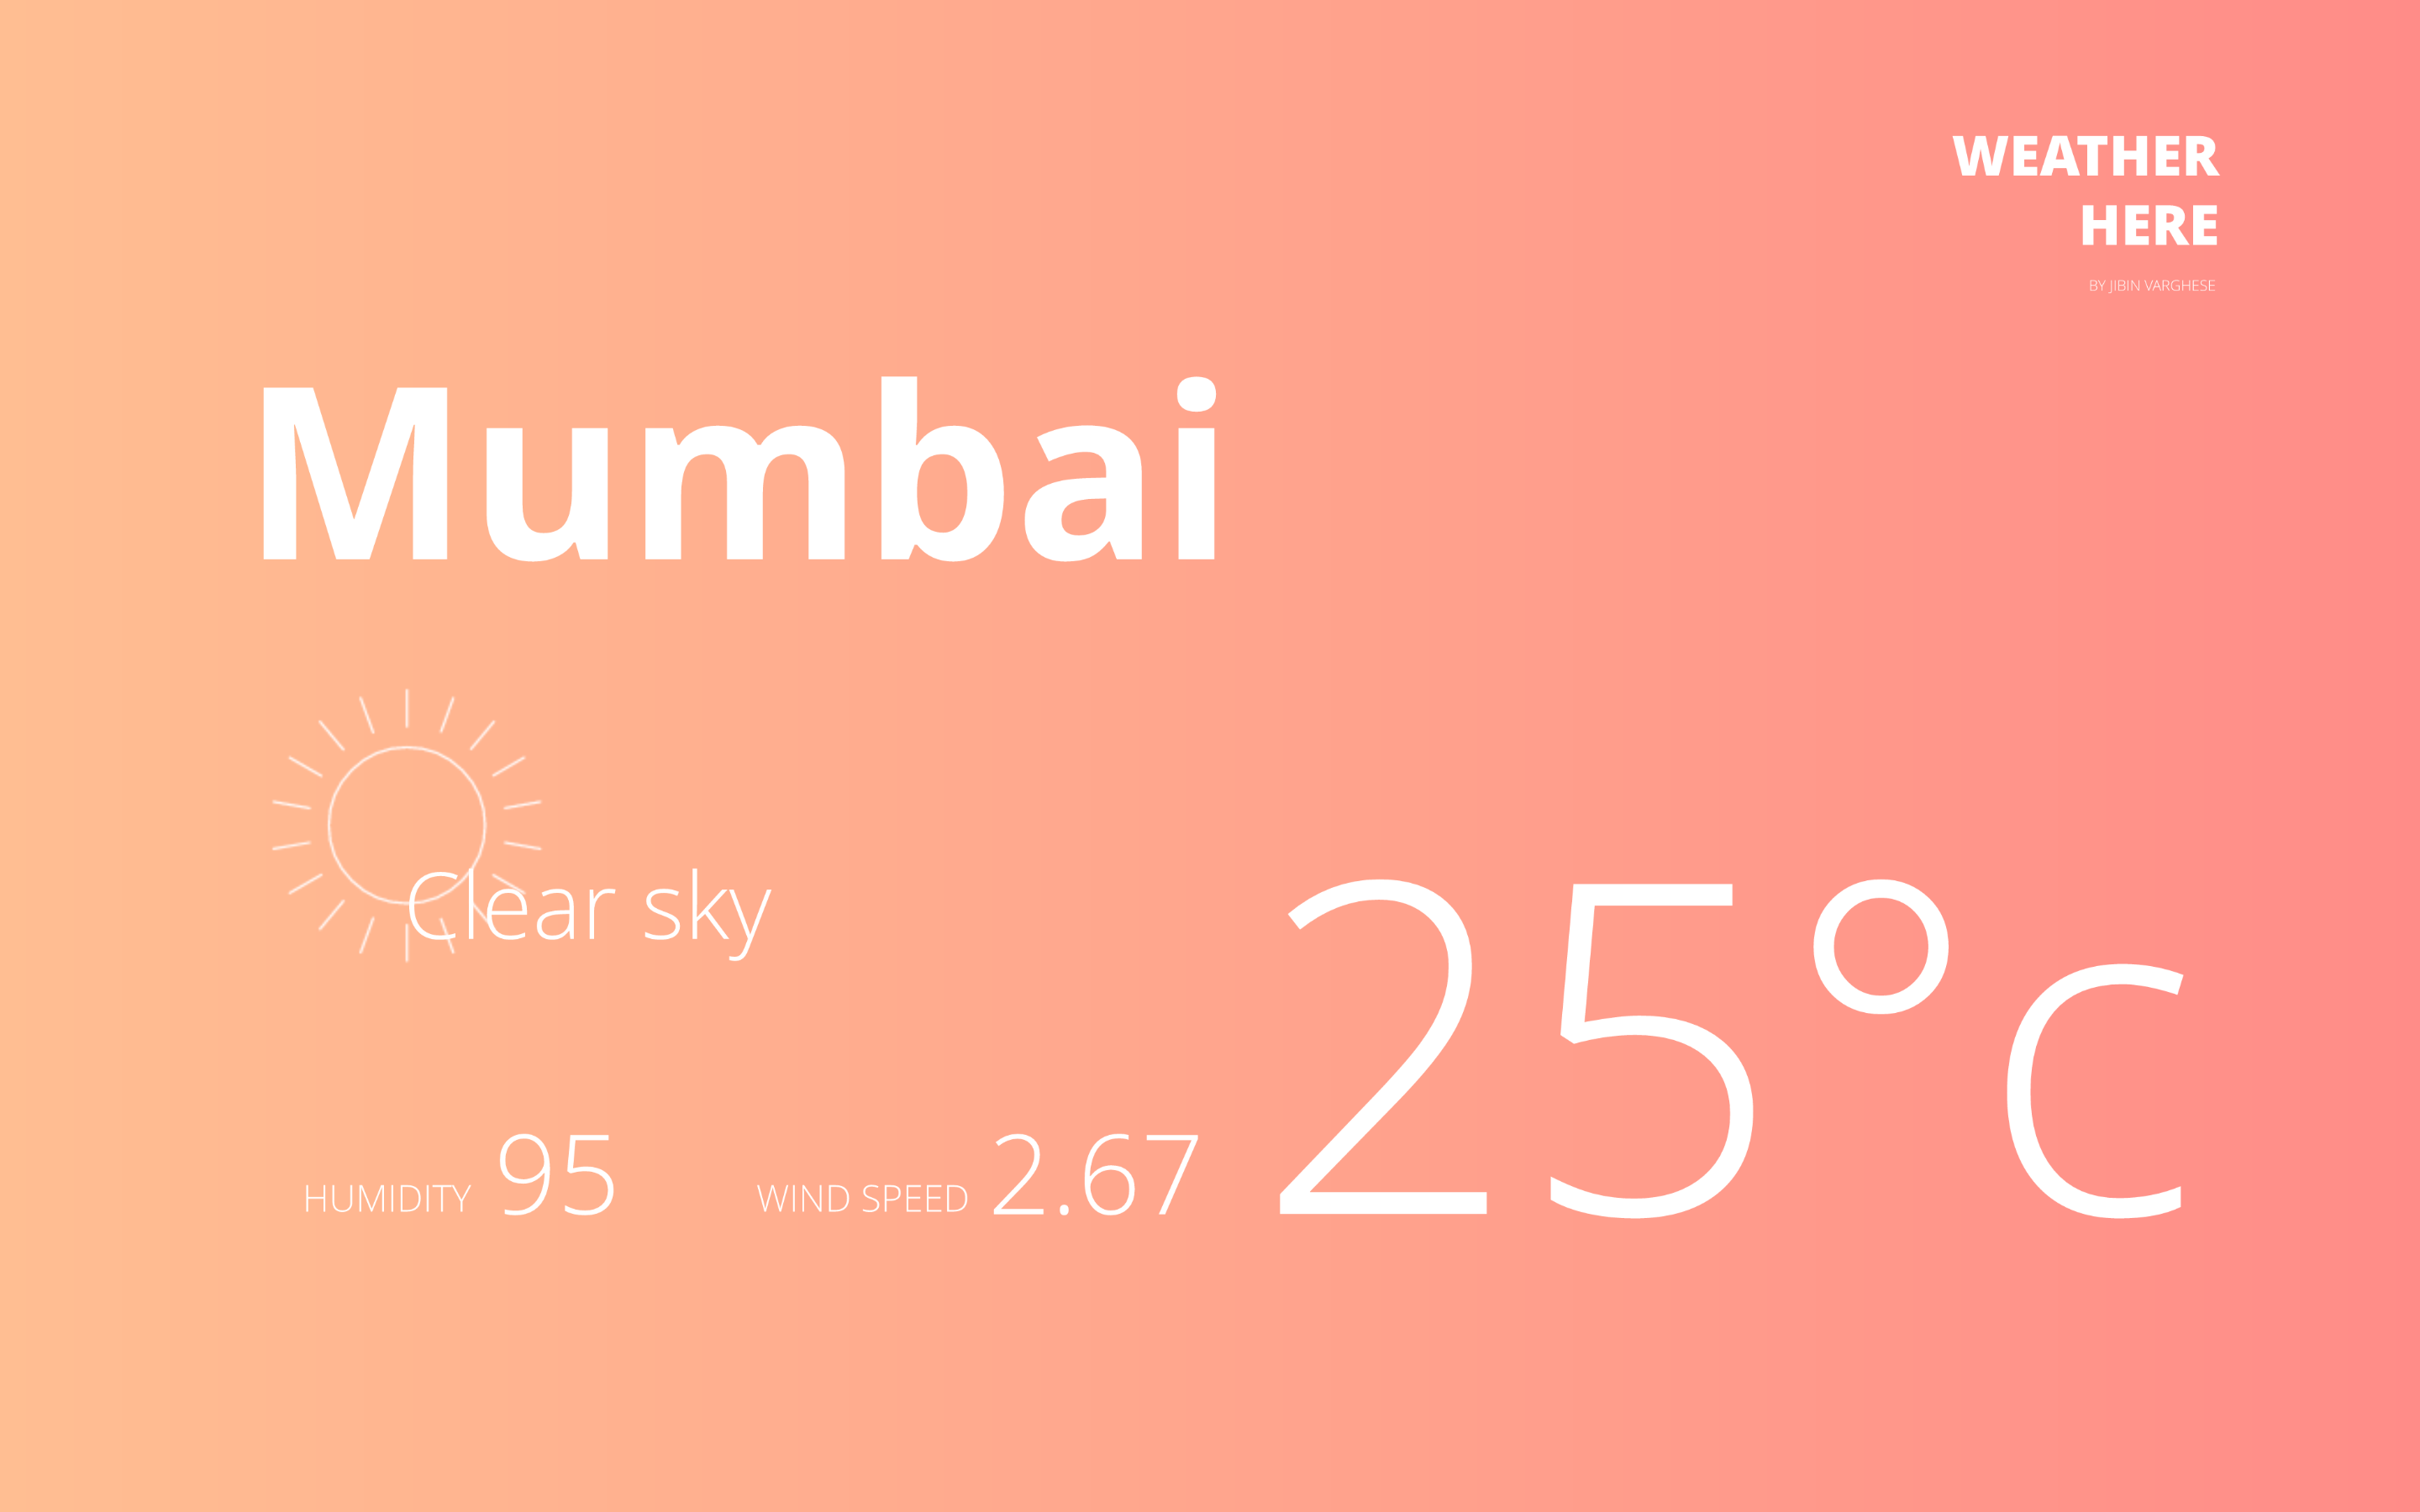 WEATHER
HERE
BY JIBIN VARGHESE
Mumbai
Clear sky
25°c
HUMIDITY 95 WIND SPEED 2.67